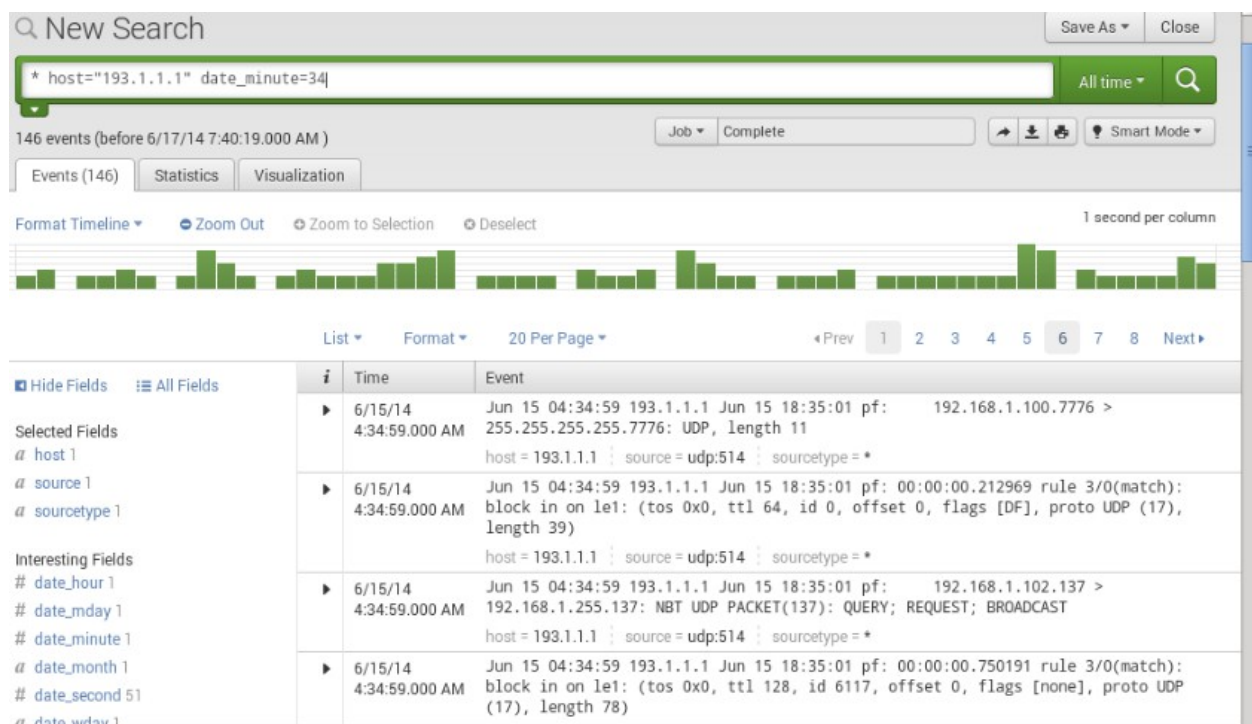 New Search
Save As
Close
* host="193.1.1.1" date_minute=34
All time
146 events (before 6/17/14 7:40:19.000 AM )
Job
Complete
Smart Mode
Events (146)
Statistics
Visualization
Format Timeline
Zoom Out
Zoom to Selection
Deselect
1 second per column
List
Format
20 Per Page
Prev 1 2 3 4 5 6 7 8 Next
Hide Fields
All Fields
Selected Fields
a host 1
a source 1
a sourcetype 1
Interesting Fields
# date_hour 1
# date_mday 1
# date_minute 1
a date_month 1
# date_second 51
a date_wday 1
i Time Event
6/15/14
4:34:59.000 AM
Jun 15 04:34:59 193.1.1.1 Jun 15 18:35:01 pf: 192.168.1.100.7776 >
255.255.255.255.7776: UDP, length 11
host = 193.1.1.1 source = udp:514 sourcetype = *
6/15/14
4:34:59.000 AM
Jun 15 04:34:59 193.1.1.1 Jun 15 18:35:01 pf: 00:00:00.212969 rule 3/0(match):
block in on le1: (tos 0x0, ttl 64, id 0, offset 0, flags [DF], proto UDP (17),
length 39)
host = 193.1.1.1 source = udp:514 sourcetype = *
6/15/14
4:34:59.000 AM
Jun 15 04:34:59 193.1.1.1 Jun 15 18:35:01 pf: 192.168.1.102.137 >
192.168.1.255.137: NBT UDP PACKET(137): QUERY; REQUEST; BROADCAST
host = 193.1.1.1 source = udp:514 sourcetype = *
6/15/14
4:34:59.000 AM
Jun 15 04:34:59 193.1.1.1 Jun 15 18:35:01 pf: 00:00:00.750191 rule 3/0(match):
block in on le1: (tos 0x0, ttl 128, id 6117, offset 0, flags [none], proto UDP
(17), length 78)